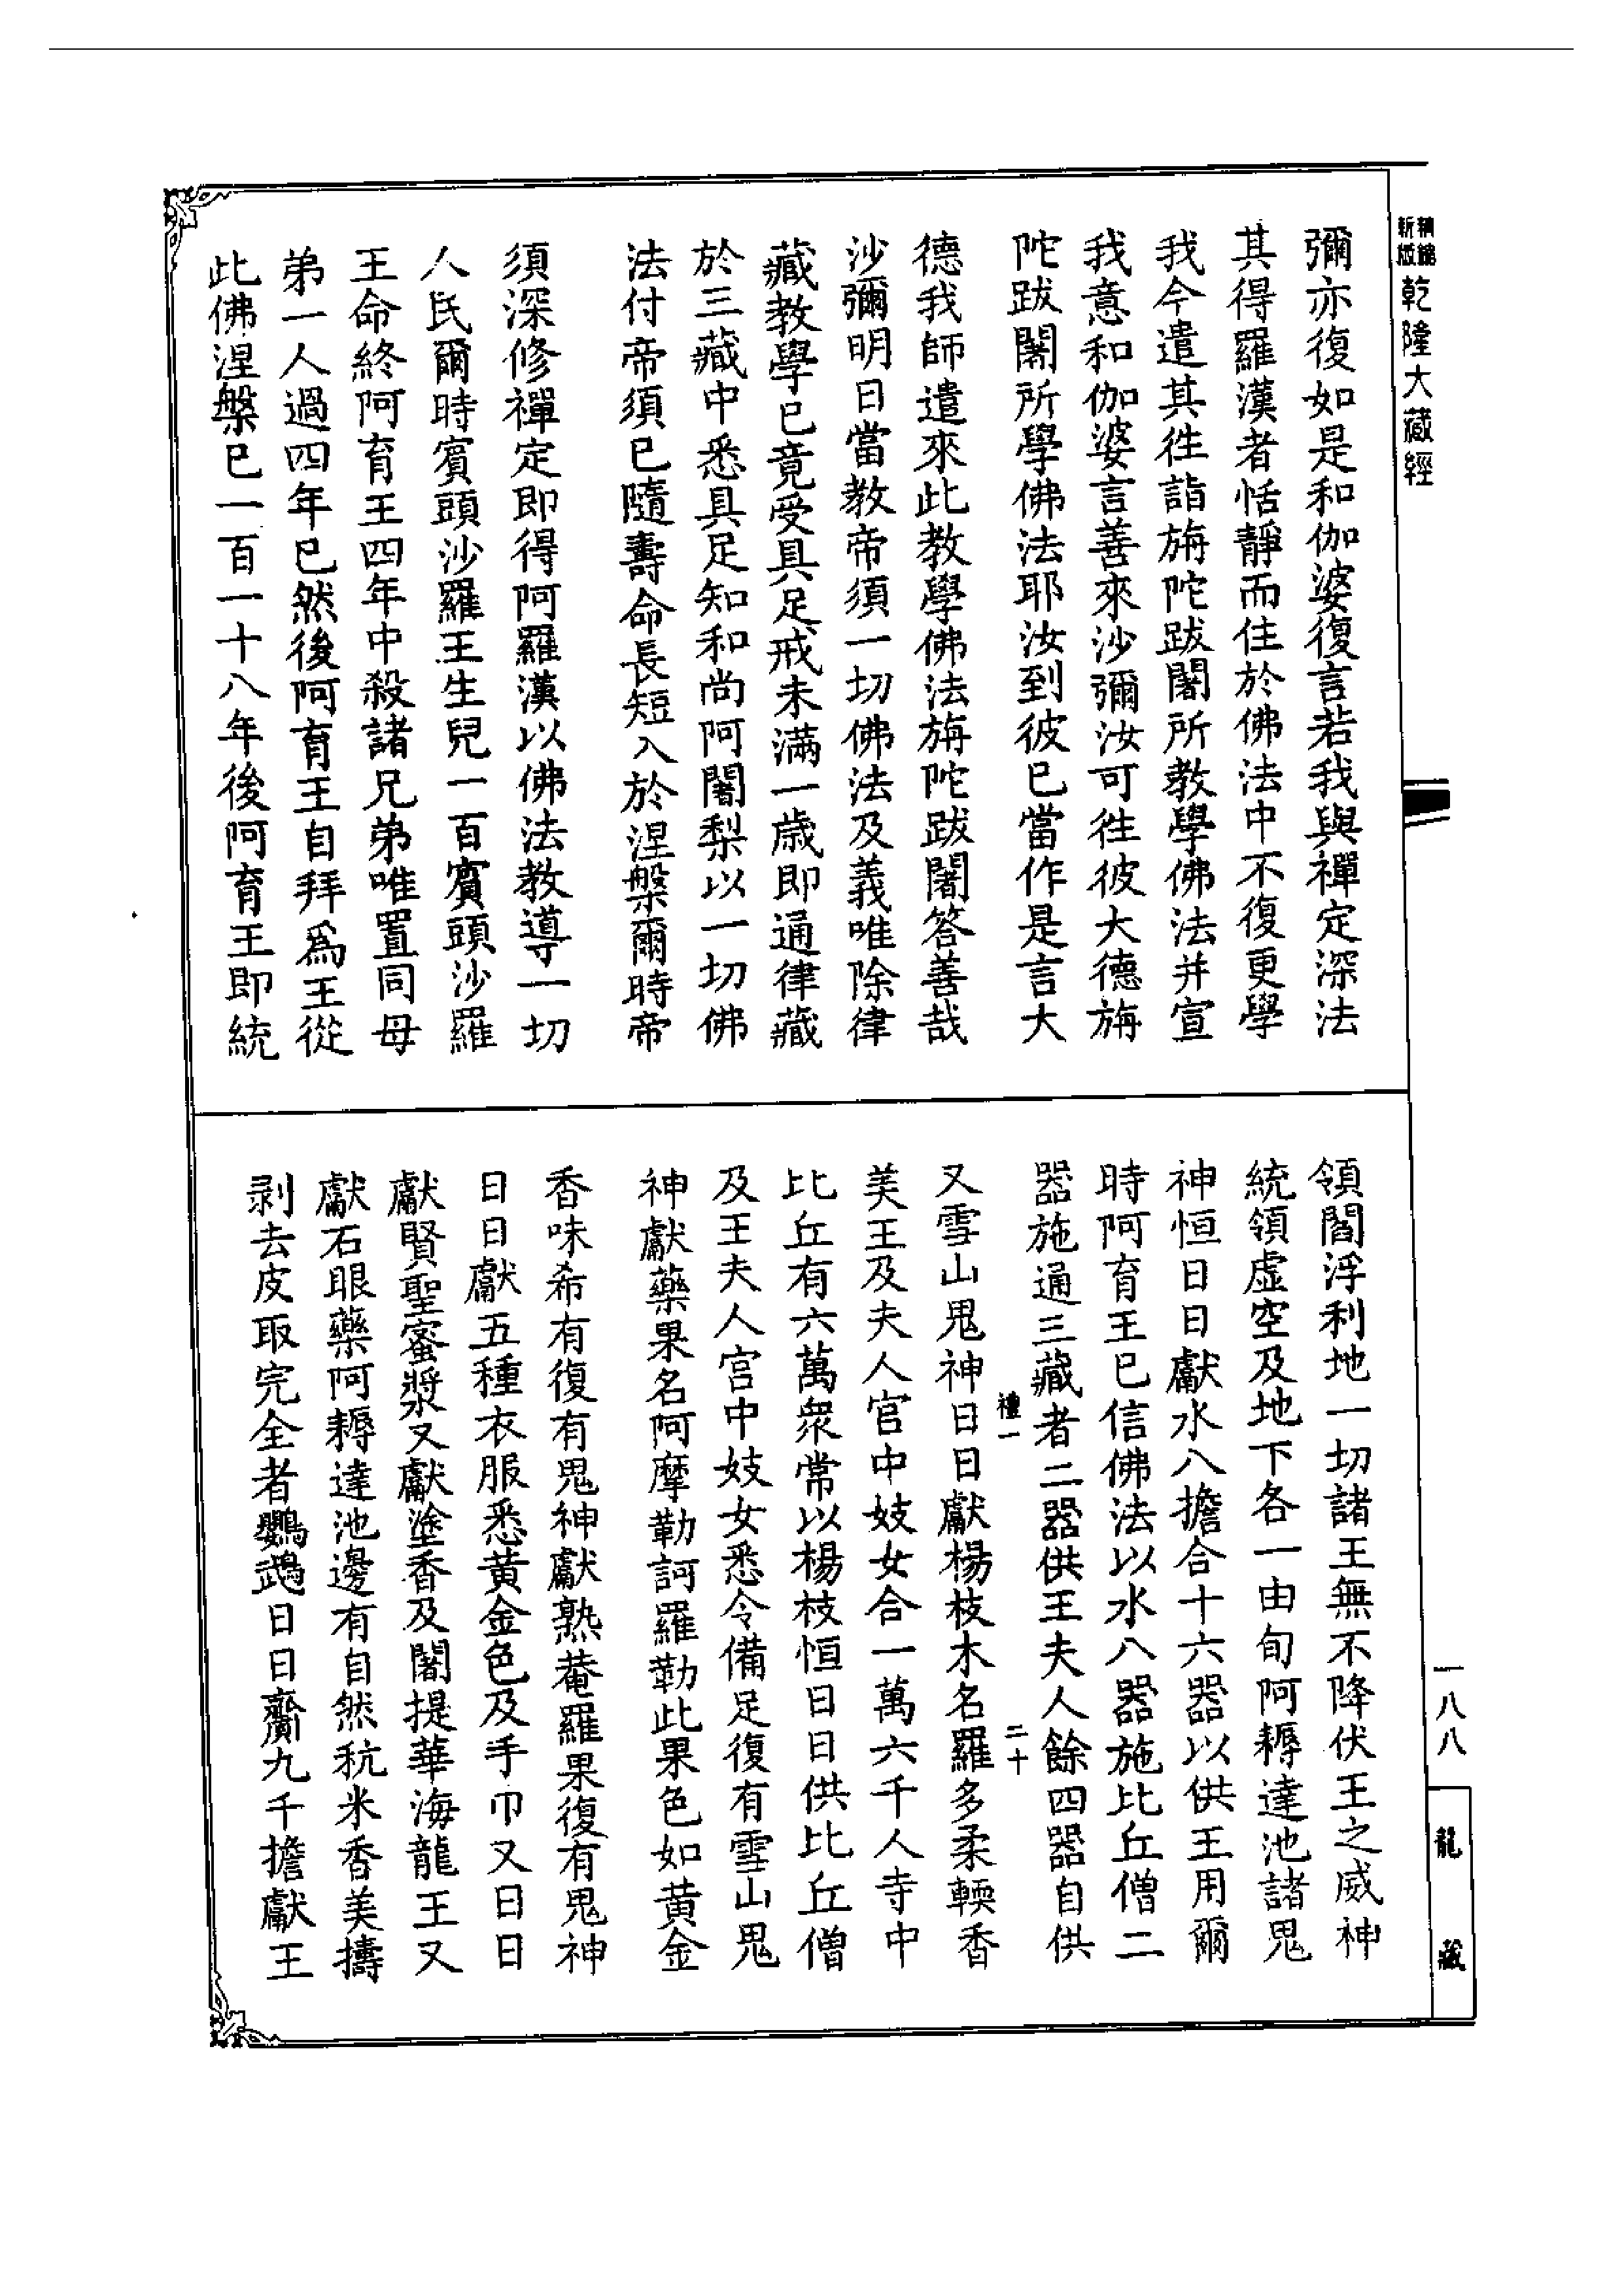 精編新版
乾隆大藏經
彌亦復如是和伽婆復言若我與禪定深法
其得羅漢者恬靜而住於佛法中不復更學
我今遣其徃詣旃陀跋闍所教學佛法并宣
我意和伽婆言善來沙彌汝可徃彼大德旃
陀跋闍所學佛法耶汝到彼已當作是言大
德我師遣來此教學佛法旃陀跋闍答善哉
沙彌明日當教帝須一切佛法及義唯除律
藏教學已竟受具足戒未滿一歲即通律藏
於三藏中悉具足知和尚阿闍梨以一切佛
法付帝須已隨壽命長短入於涅槃爾時帝
須深修禪定即得阿羅漢以佛法教導一切
人民爾時賓頭沙羅王生兒一百賓頭沙羅
王命終阿育王四年中殺諸兄弟唯置同母
弟一人過四年已然後阿育王自拜為王從
此佛涅槃已一百一十八年後阿育王即統
領閻浮利地一切諸王無不降伏王之威神
統領虛空及地下各一由旬阿耨達池諸鬼
神恒日日獻水八擔合十六器以供王用爾
時阿育王已信佛法以水八器施比丘僧二
器施通三藏者二器供王夫人餘四器自供
禮一 二十
又雪山鬼神日日獻楊枝木名羅多柔輭香
美王及夫人宮中妓女合一萬六千人寺中
比丘有六萬眾常以楊枝恒日日供比丘僧
及王夫人宮中妓女悉令備足復有雪山鬼
神獻藥果名阿摩勒訶羅勒此果色如黃金
香味希有復有鬼神獻熟菴羅果復有鬼神
日日獻五種衣服悉黃金色及手巾又日日
獻賢聖蜜漿又獻塗香及闍提華海龍王又
獻石眼藥阿耨達池邊有自然秔米香美擣
剥去皮取完全者鸚鵡日日齎九千擔獻王
一八八
龍藏